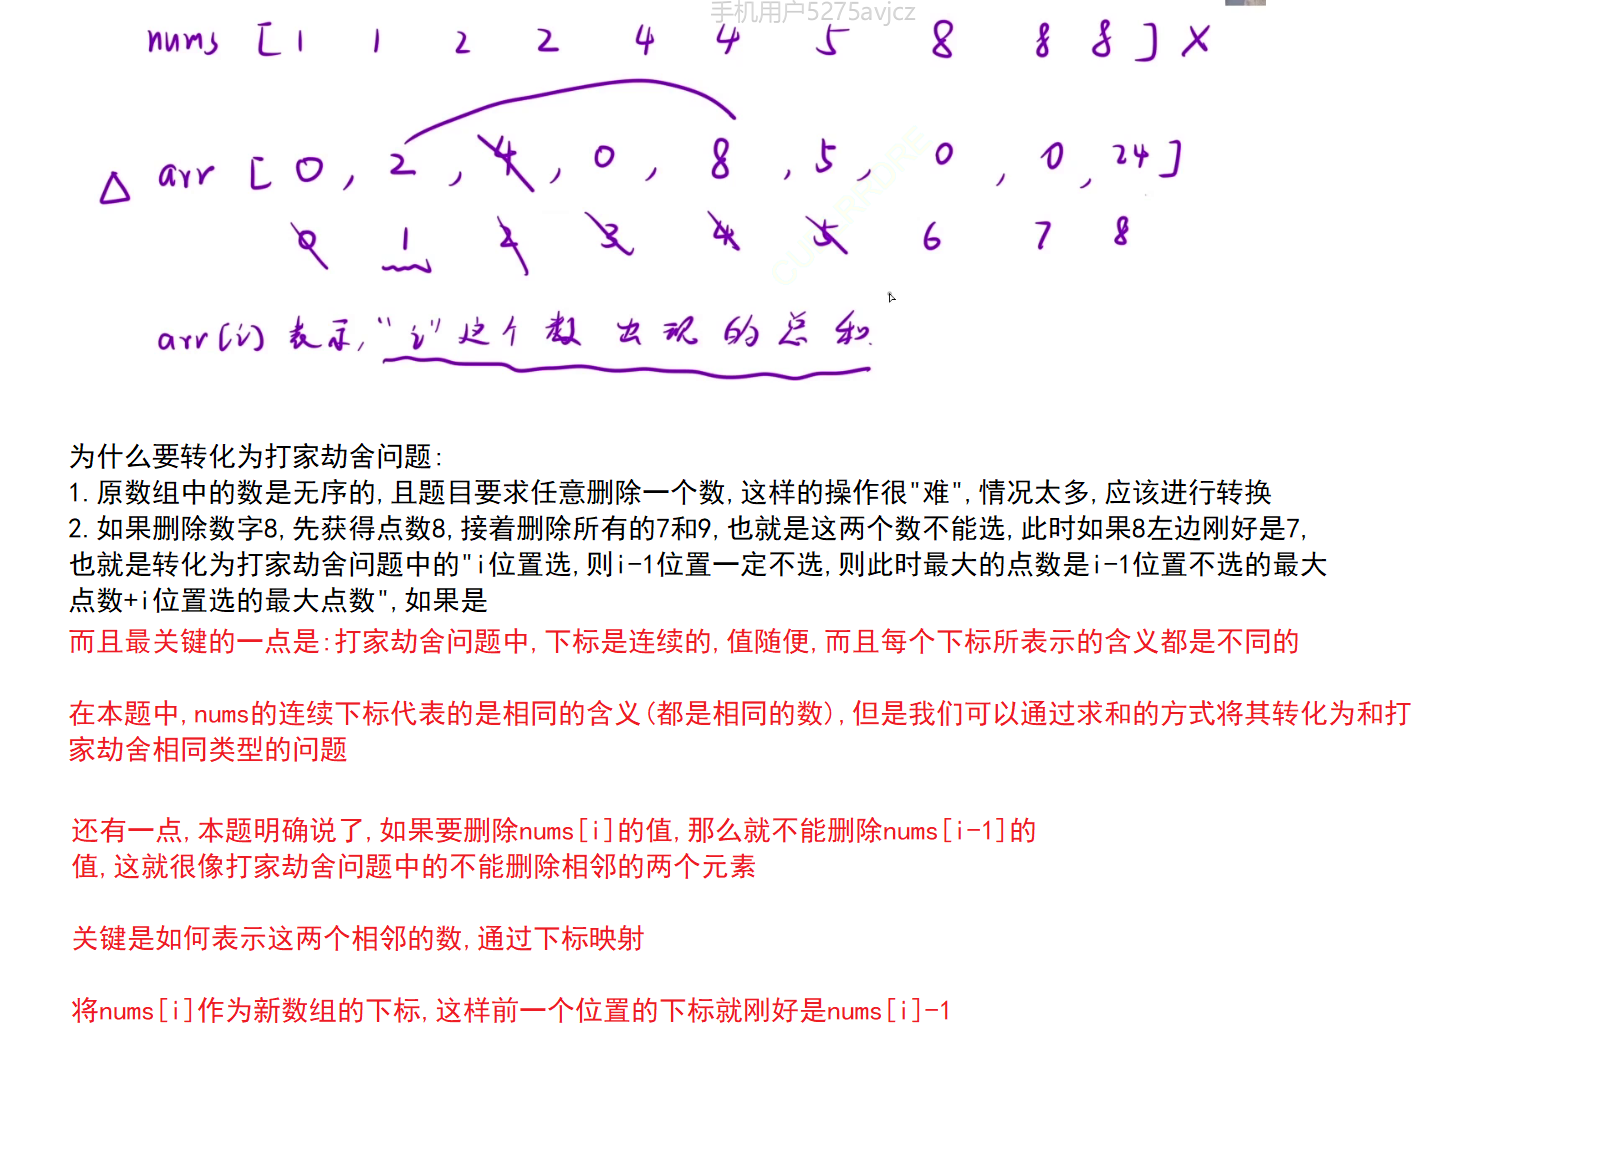 手机用户5275avjcz
nums [1 1 2 2 4 4 5 8 8 8] X
△ arr [0, 2, 4, 0, 8, 5, 0, 0, 24]
0 1 2 3 4 5 6 7 8
arr(i) 表示,"i"这个数出现的总和.
为什么要转化为打家劫舍问题:
1.原数组中的数是无序的,且题目要求任意删除一个数,这样的操作很"难",情况太多,应该进行转换
2.如果删除数字8,先获得点数8,接着删除所有的7和9,也就是这两个数不能选,此时如果8左边刚好是7,
也就是转化为打家劫舍问题中的"i位置选,则i-1位置一定不选,则此时最大的点数是i-1位置不选的最大
点数+i位置选的最大点数",如果是
而且最关键的一点是:打家劫舍问题中,下标是连续的,值随便,而且每个下标所表示的含义都是不同的
在本题中,nums的连续下标代表的是相同的含义(都是相同的数),但是我们可以通过求和的方式将其转化为和打
家劫舍相同类型的问题
还有一点,本题明确说了,如果要删除nums[i]的值,那么就不能删除nums[i-1]的
值,这就很像打家劫舍问题中的不能删除相邻的两个元素
关键是如何表示这两个相邻的数,通过下标映射
将nums[i]作为新数组的下标,这样前一个位置的下标就刚好是nums[i]-1